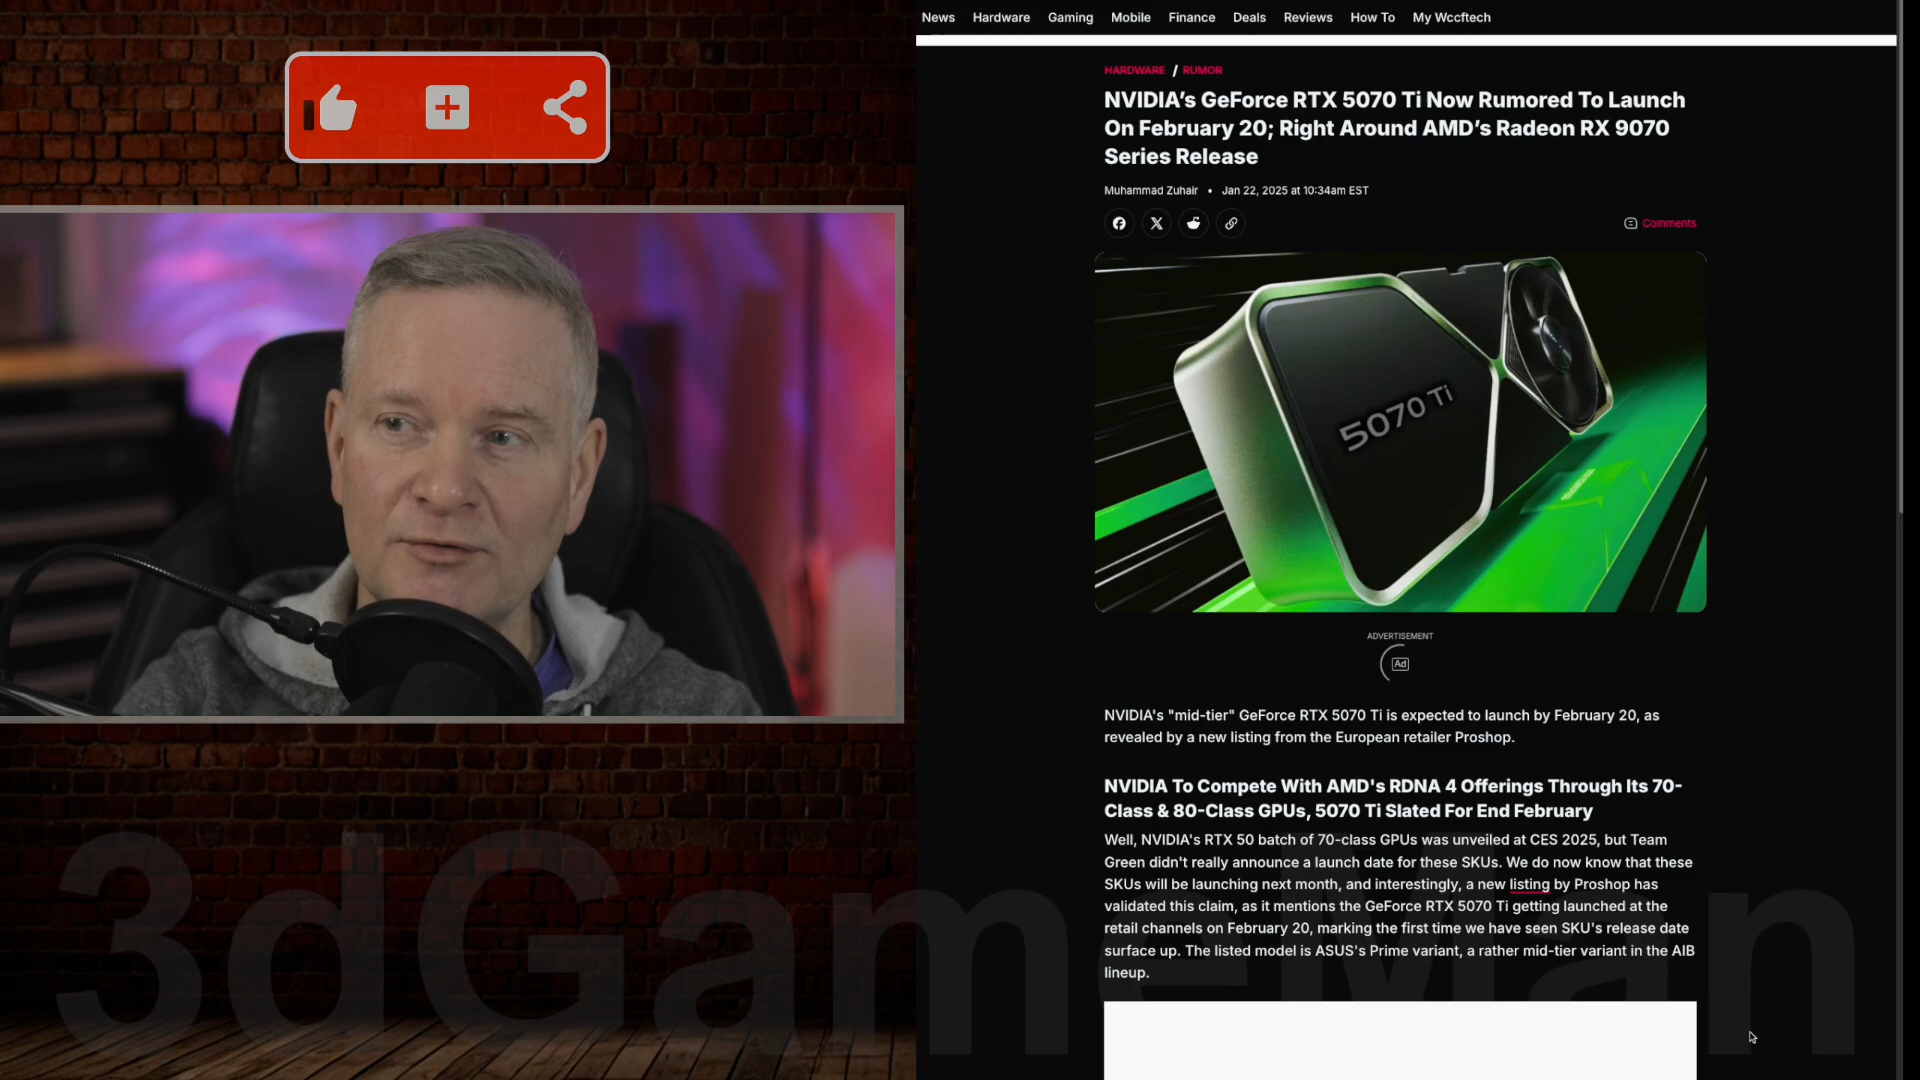 News Hardware Gaming Mobile Finance Deals Reviews How To My Wccftech
HARDWARE / RUMOR
NVIDIA's GeForce RTX 5070 Ti Now Rumored To Launch
On February 20; Right Around AMD's Radeon RX 9070
Series Release
Muhammad Zuhair • Jan 22, 2025 at 10:34am EST
Comments
5070 Ti
ADVERTISEMENT
Ad
NVIDIA's "mid-tier" GeForce RTX 5070 Ti is expected to launch by February 20, as
revealed by a new listing from the European retailer Proshop.
NVIDIA To Compete With AMD's RDNA 4 Offerings Through Its 70-
Class & 80-Class GPUs, 5070 Ti Slated For End February
Well, NVIDIA's RTX 50 batch of 70-class GPUs was unveiled at CES 2025, but Team
Green didn't really announce a launch date for these SKUs. We do now know that these
SKUs will be launching next month, and interestingly, a new listing by Proshop has
validated this claim, as it mentions the GeForce RTX 5070 Ti getting launched at the
retail channels on February 20, marking the first time we have seen SKU's release date
surface up. The listed model is ASUS's Prime variant, a rather mid-tier variant in the AIB
lineup.
3dGameMan